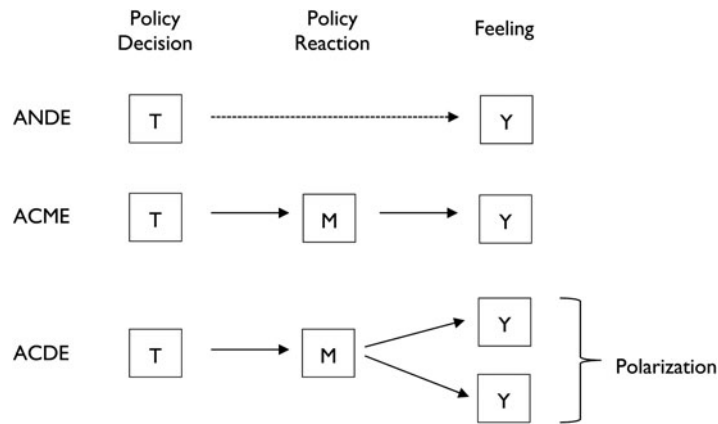 Policy Decision
Policy Reaction
Feeling
ANDE T Y
ACME T M Y
Y
ACDE T M
Polarization
Y